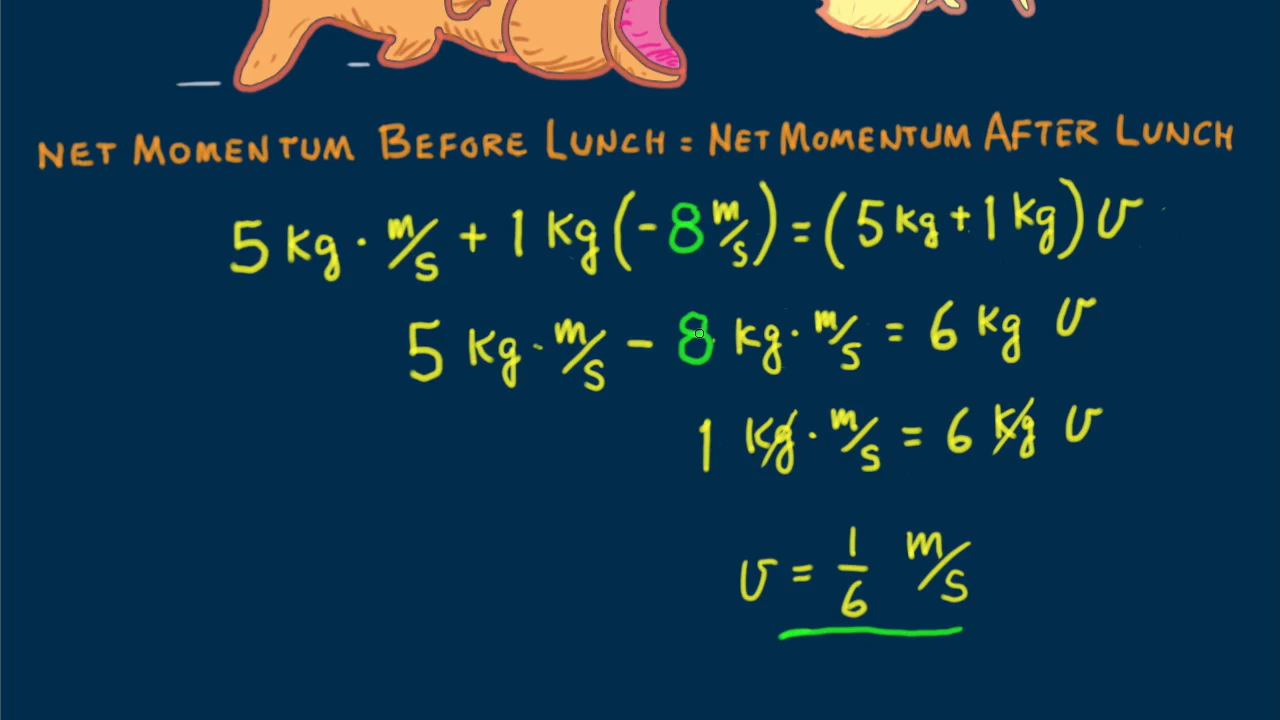 NET MOMENTUM BEFORE LUNCH = NET MOMENTUM AFTER LUNCH
5 kg · m/s + 1 kg (-8 m/s) = (5 kg + 1 kg) v
5 kg · m/s - 8 kg · m/s = 6 kg v
1 kg · m/s = 6 kg v
v = 1/6 m/s